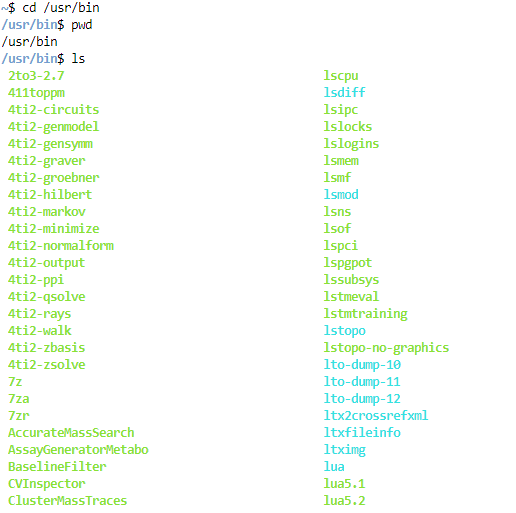 ~$ cd /usr/bin
/usr/bin$ pwd
/usr/bin
/usr/bin$ ls
2to3-2.7 lscpu
411toppm lsdiff
4ti2-circuits lsipc
4ti2-genmodel lslocks
4ti2-gensymm lslogins
4ti2-graver lsmem
4ti2-groebner lsmf
4ti2-hilbert lsmod
4ti2-markov lsns
4ti2-minimize lsof
4ti2-normalform lspci
4ti2-output lspgpot
4ti2-ppi lssubsys
4ti2-qsolve lstmeval
4ti2-rays lstmtraining
4ti2-walk lstopo
4ti2-zbasis lstopo-no-graphics
4ti2-zsolve lto-dump-10
7z lto-dump-11
7za lto-dump-12
7zr ltx2crossrefxml
AccurateMassSearch ltxfileinfo
AssayGeneratorMetabo ltximg
BaselineFilter lua
CVInspector lua5.1
ClusterMassTraces lua5.2